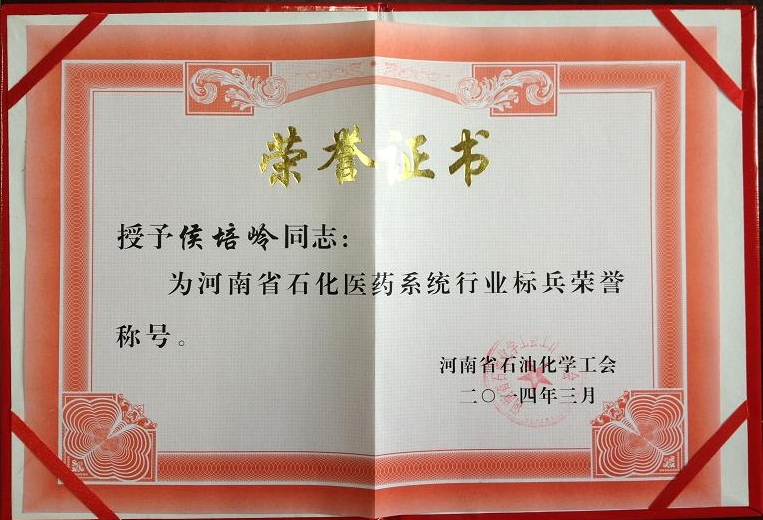 荣誉证书
授予侯培岭同志：
为河南省石化医药系统行业标兵荣誉
称号。
河南省石油化学工会
二〇一四年三月